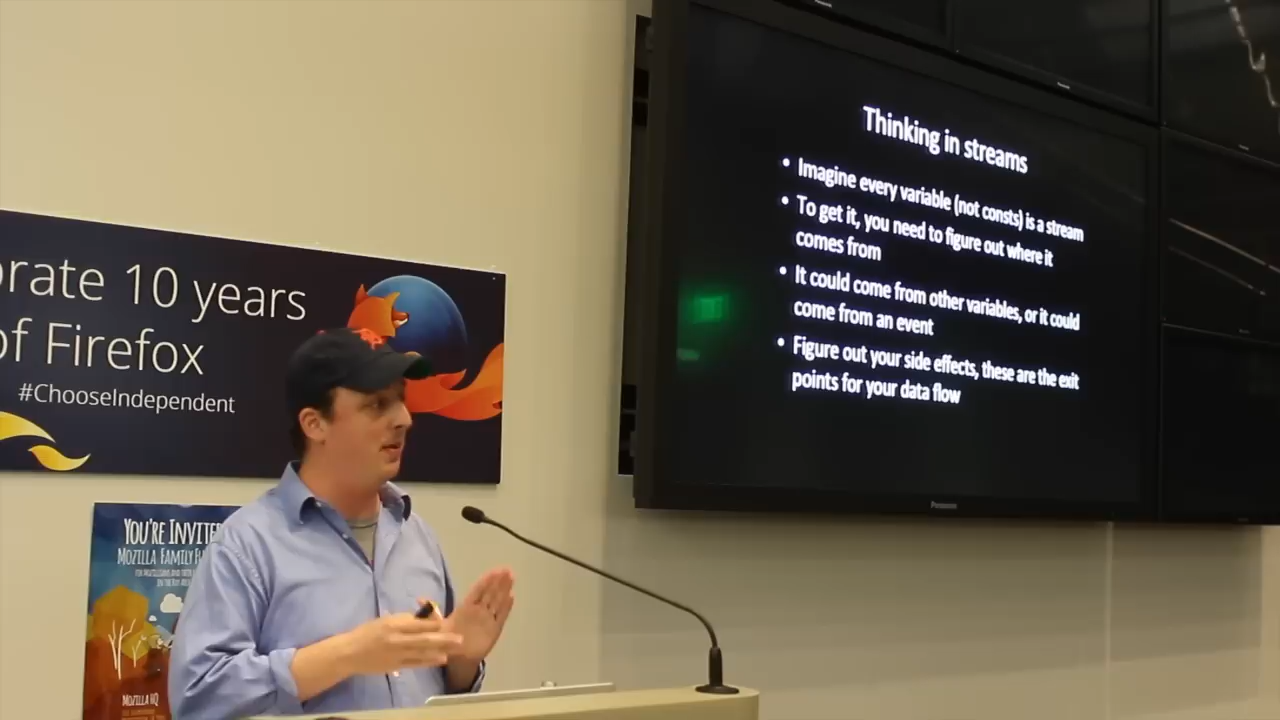 Thinking in streams
• Imagine every variable (not consts) is a stream
• To get it, you need to figure out where it
comes from
• It could come from other variables, or it could
come from an event
• Figure out your side effects, these are the exit
points for your data flow
Panasonic
brate 10 years
of Firefox
#ChooseIndependent
YOU'RE INVITE
MOZILLA FAMILY
MOZILLA HQ